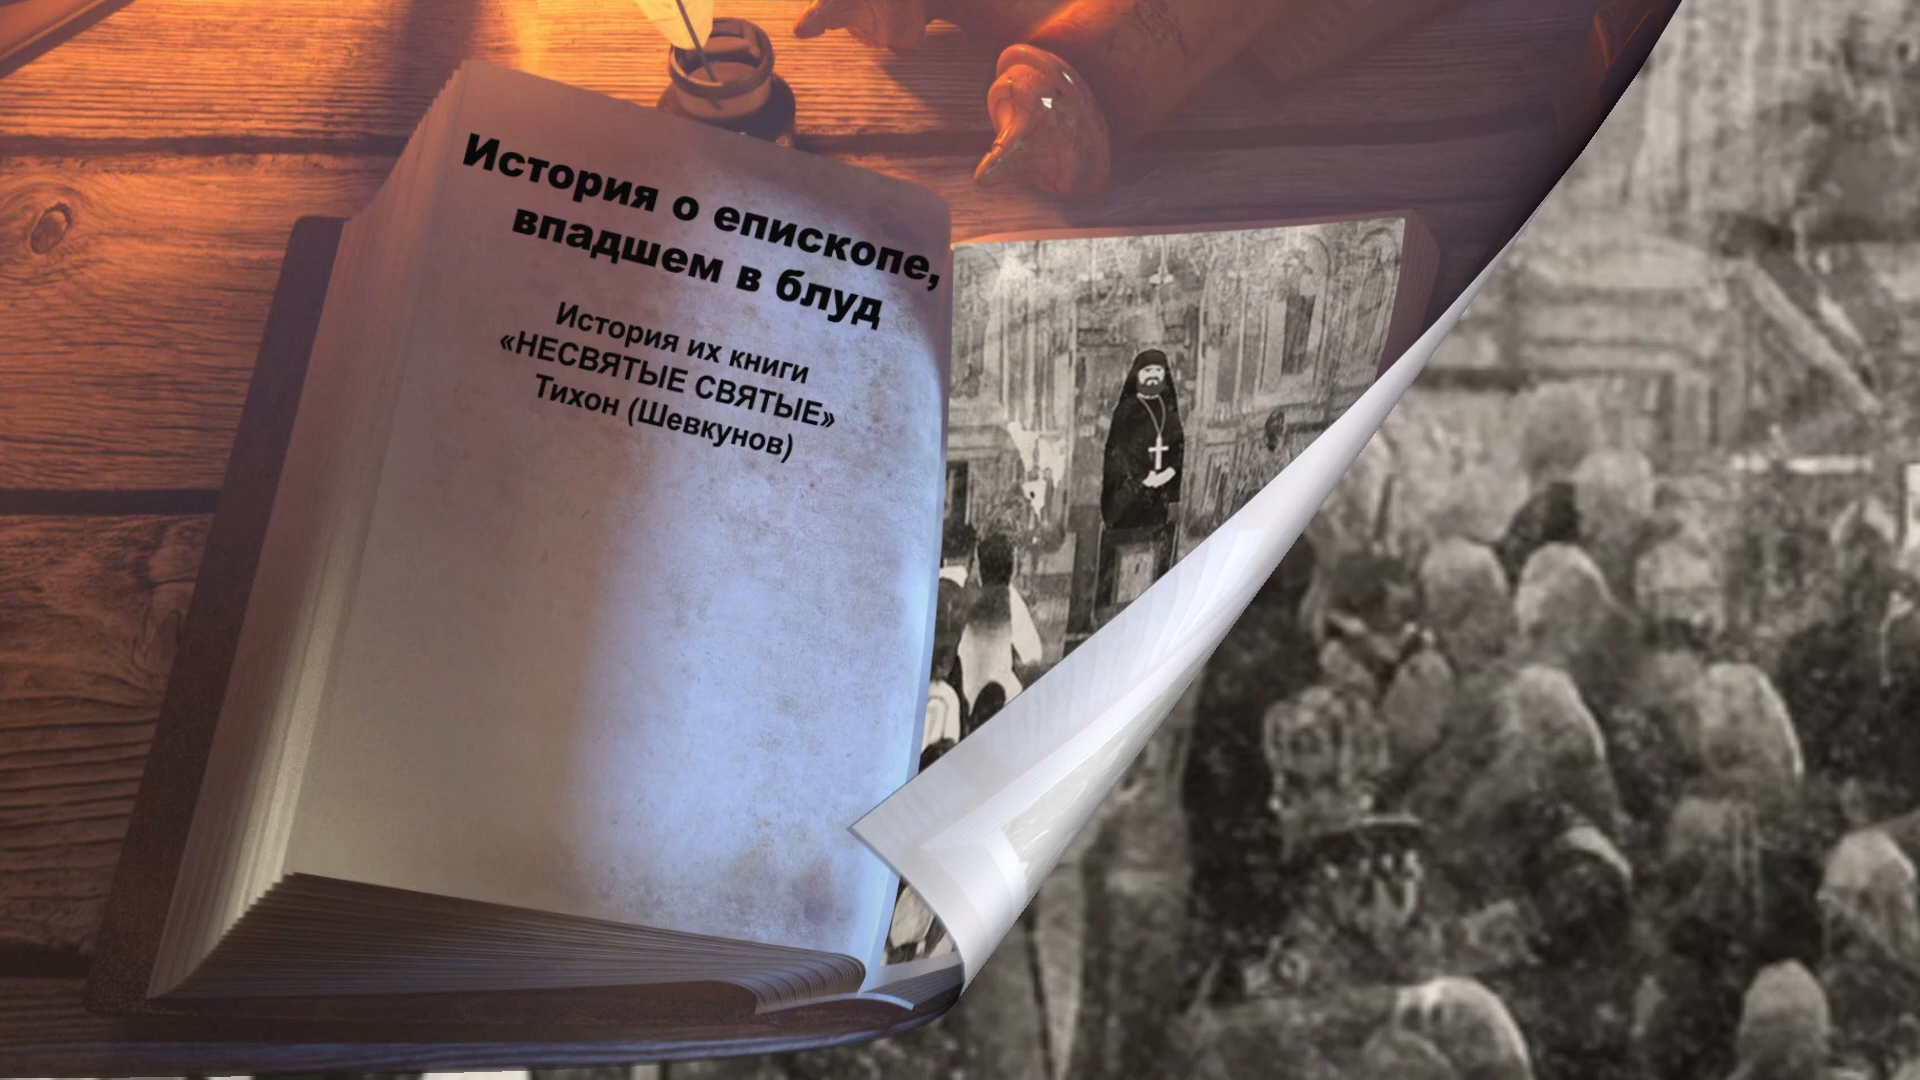 История о епископе,
впадшем в блуд
История их книги
«НЕСВЯТЫЕ СВЯТЫЕ»
Тихон (Шевкунов)